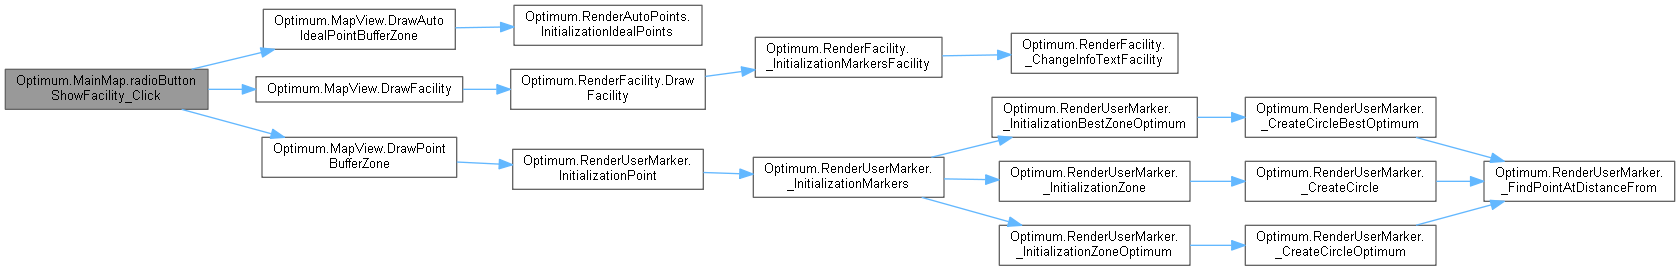 Optimum.MainMap.radioButton
ShowFacility_Click
Optimum.MapView.DrawAuto
IdealPointBufferZone
Optimum.RenderAutoPoints.
InitializationIdealPoints
Optimum.MapView.DrawFacility
Optimum.RenderFacility.Draw
Facility
Optimum.RenderFacility.
_InitializationMarkersFacility
Optimum.RenderFacility.
_ChangeInfoTextFacility
Optimum.MapView.DrawPoint
BufferZone
Optimum.RenderUserMarker.
InitializationPoint
Optimum.RenderUserMarker.
_InitializationMarkers
Optimum.RenderUserMarker.
_InitializationBestZoneOptimum
Optimum.RenderUserMarker.
_CreateCircleBestOptimum
Optimum.RenderUserMarker.
_InitializationZone
Optimum.RenderUserMarker.
_CreateCircle
Optimum.RenderUserMarker.
_FindPointAtDistanceFrom
Optimum.RenderUserMarker.
_InitializationZoneOptimum
Optimum.RenderUserMarker.
_CreateCircleOptimum